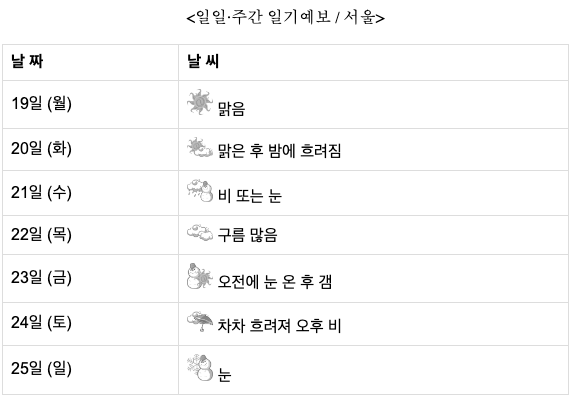 <일일·주간 일기예보 / 서울>
날 짜 날 씨
19일 (월) 맑음
20일 (화) 맑은 후 밤에 흐려짐
21일 (수) 비 또는 눈
22일 (목) 구름 많음
23일 (금) 오전에 눈 온 후 갬
24일 (토) 차차 흐려져 오후 비
25일 (일) 눈